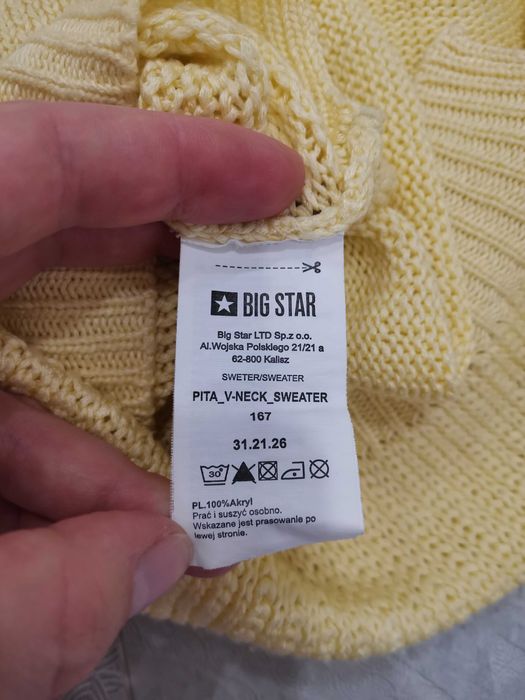 BIG STAR
Big Star LTD Sp.z o.o.
Al.Wojska Polskiego 21/21 a
62-800 Kalisz
SWETER/SWEATER
PITA_V-NECK_SWEATER
167
31.21.26
30°
PL.100%Akryl
Prać i suszyć osobno.
Wskazane jest prasowanie po
lewej stronie.